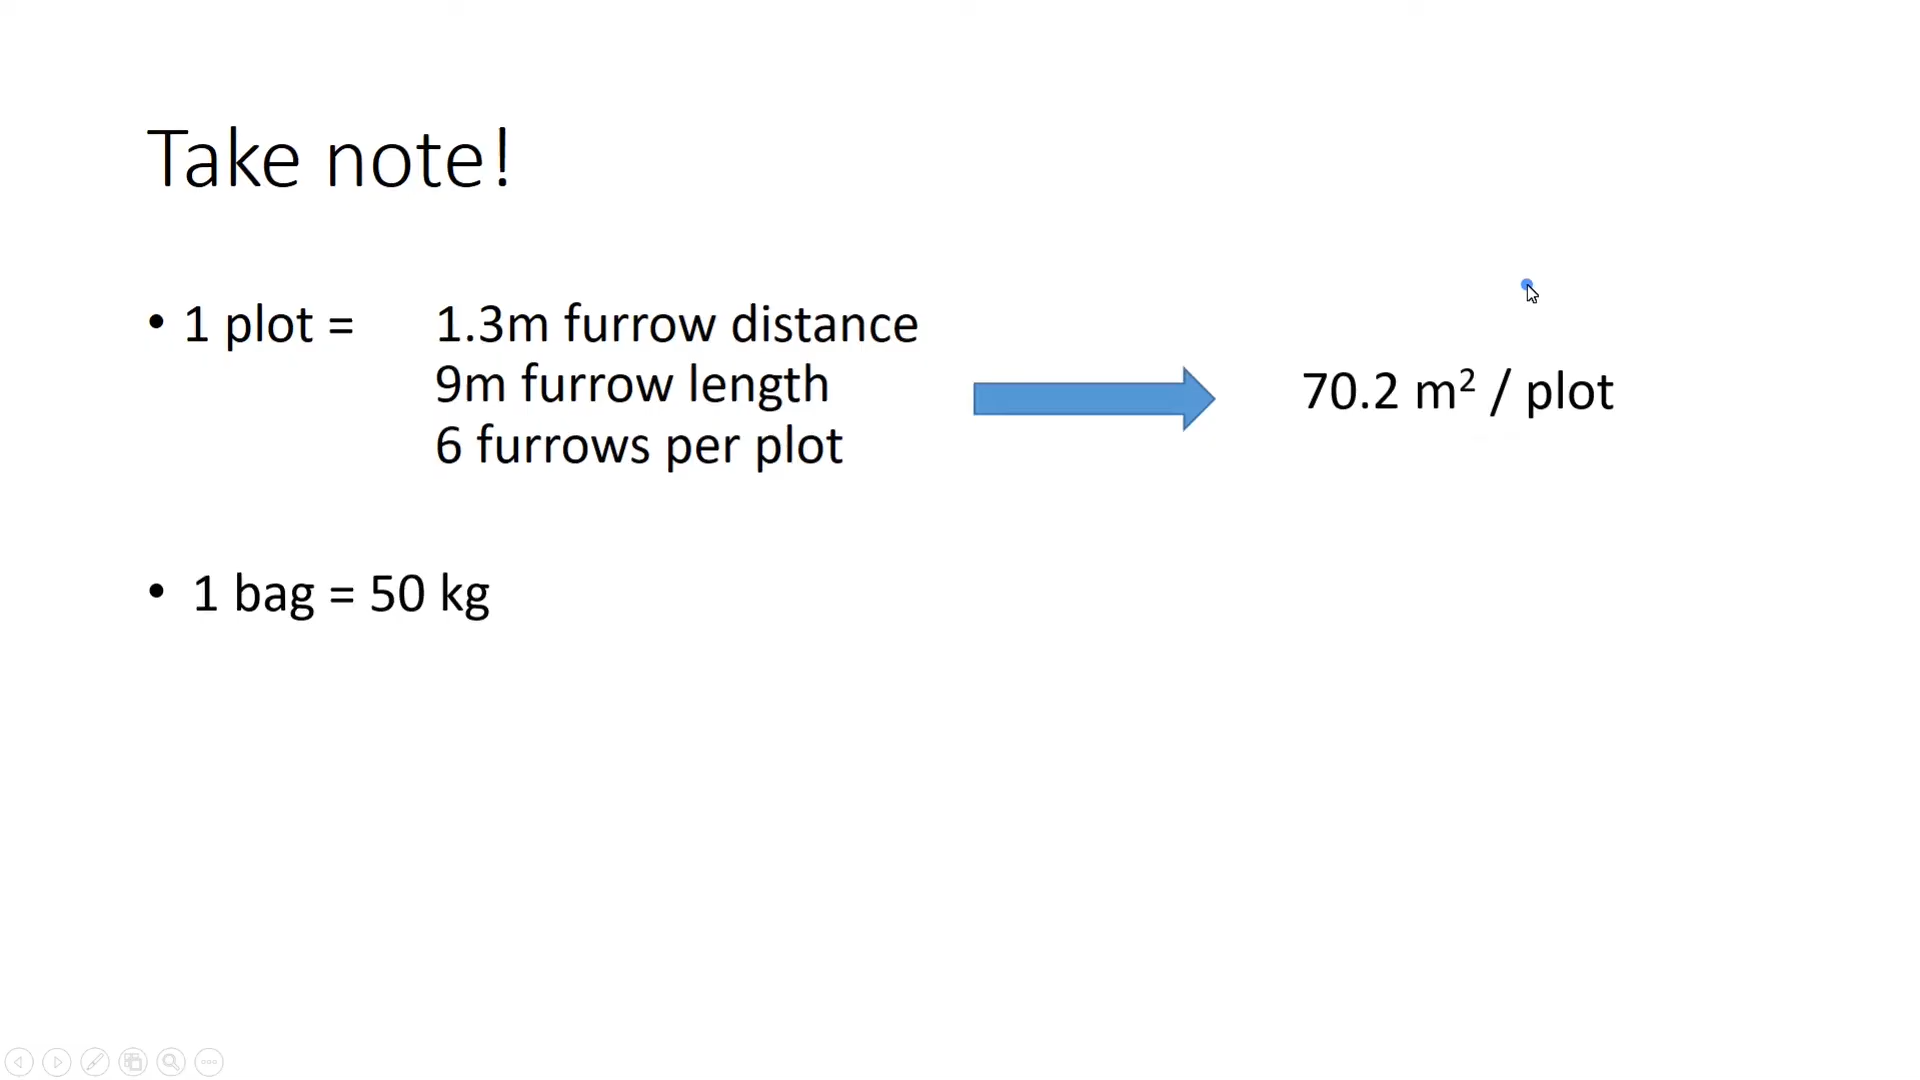 Take note!
• 1 plot = 1.3m furrow distance
9m furrow length
6 furrows per plot
70.2 m² / plot
• 1 bag = 50 kg